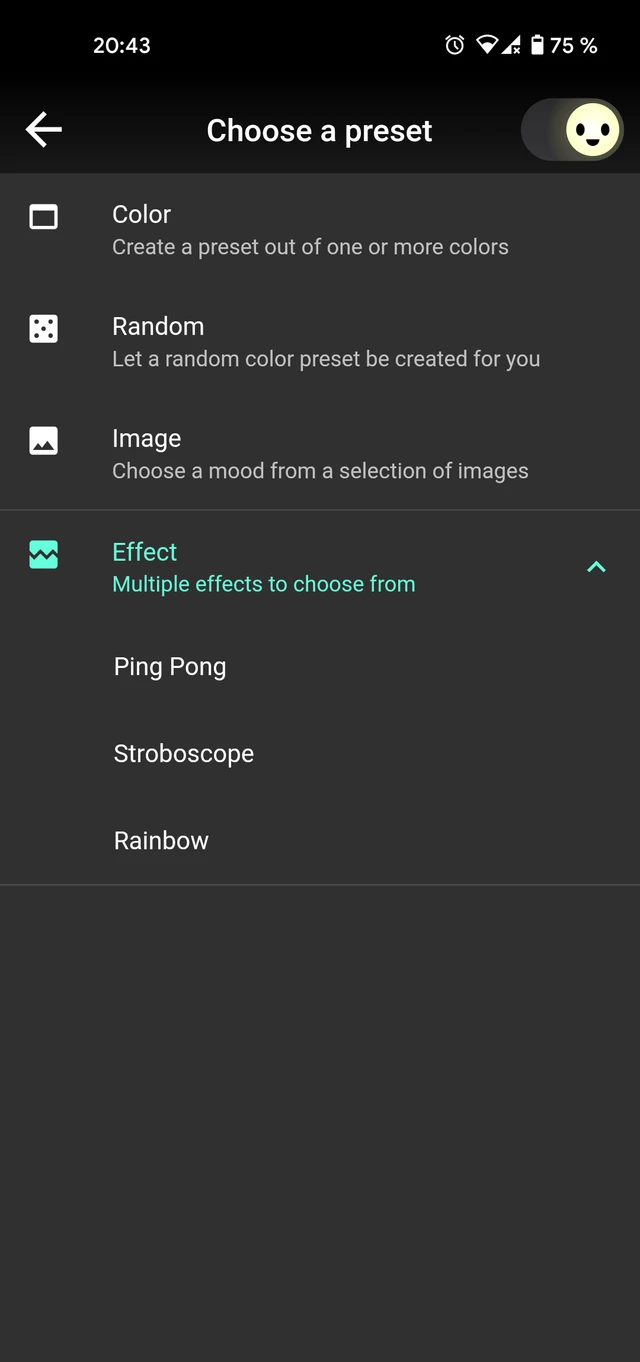 20:43
75 %
Choose a preset
Color
Create a preset out of one or more colors
Random
Let a random color preset be created for you
Image
Choose a mood from a selection of images
Effect
Multiple effects to choose from
Ping Pong
Stroboscope
Rainbow